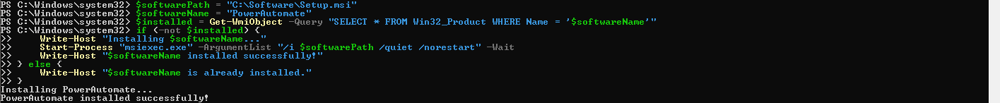 PS C:\Windows\system32> $softwarePath = "C:\Software\Setup.msi"
PS C:\Windows\system32> $softwareName = "PowerAutomate"
PS C:\Windows\system32> $installed = Get-WmiObject -Query "SELECT * FROM Win32_Product WHERE Name = '$softwareName'"
PS C:\Windows\system32> if (-not $installed) {
>>     Write-Host "Installing $softwareName..."
>>     Start-Process "msiexec.exe" -ArgumentList "/i $softwarePath /quiet /norestart" -Wait
>>     Write-Host "$softwareName installed successfully!"
>> } else {
>>     Write-Host "$softwareName is already installed."
>> }
Installing PowerAutomate...
PowerAutomate installed successfully!